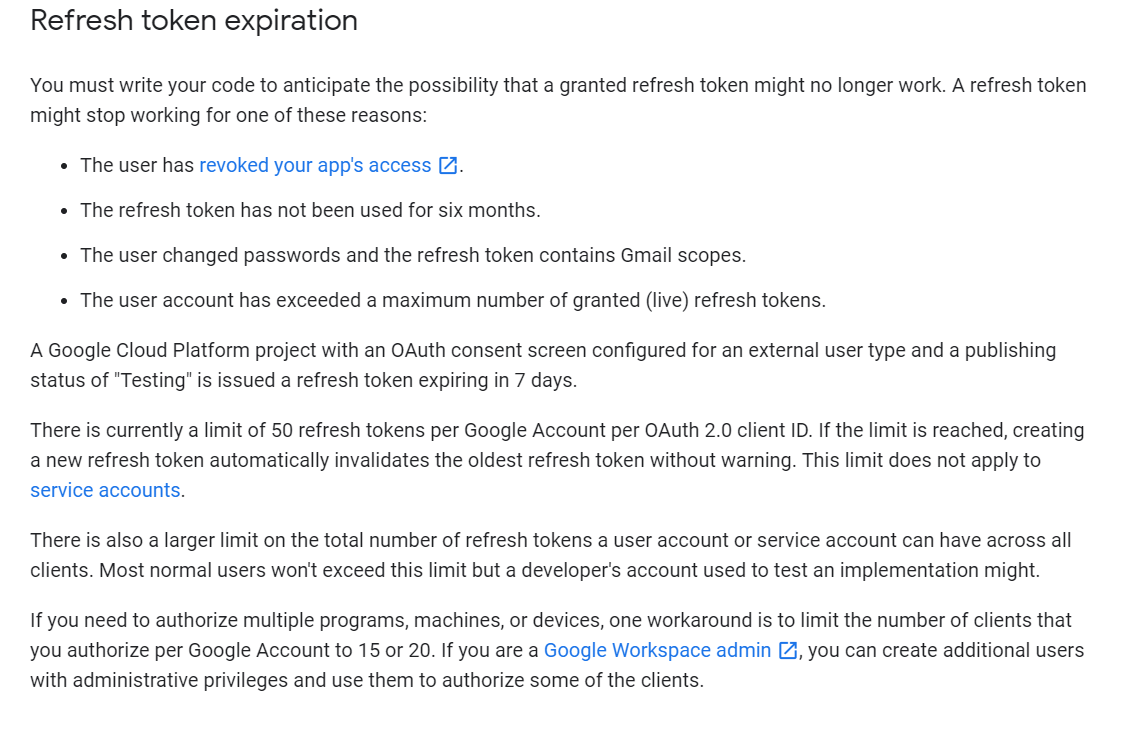 Refresh token expiration
You must write your code to anticipate the possibility that a granted refresh token might no longer work. A refresh token
might stop working for one of these reasons:
• The user has revoked your app's access .
• The refresh token has not been used for six months.
• The user changed passwords and the refresh token contains Gmail scopes.
• The user account has exceeded a maximum number of granted (live) refresh tokens.
A Google Cloud Platform project with an OAuth consent screen configured for an external user type and a publishing
status of "Testing" is issued a refresh token expiring in 7 days.
There is currently a limit of 50 refresh tokens per Google Account per OAuth 2.0 client ID. If the limit is reached, creating
a new refresh token automatically invalidates the oldest refresh token without warning. This limit does not apply to
service accounts.
There is also a larger limit on the total number of refresh tokens a user account or service account can have across all
clients. Most normal users won't exceed this limit but a developer's account used to test an implementation might.
If you need to authorize multiple programs, machines, or devices, one workaround is to limit the number of clients that
you authorize per Google Account to 15 or 20. If you are a Google Workspace admin , you can create additional users
with administrative privileges and use them to authorize some of the clients.